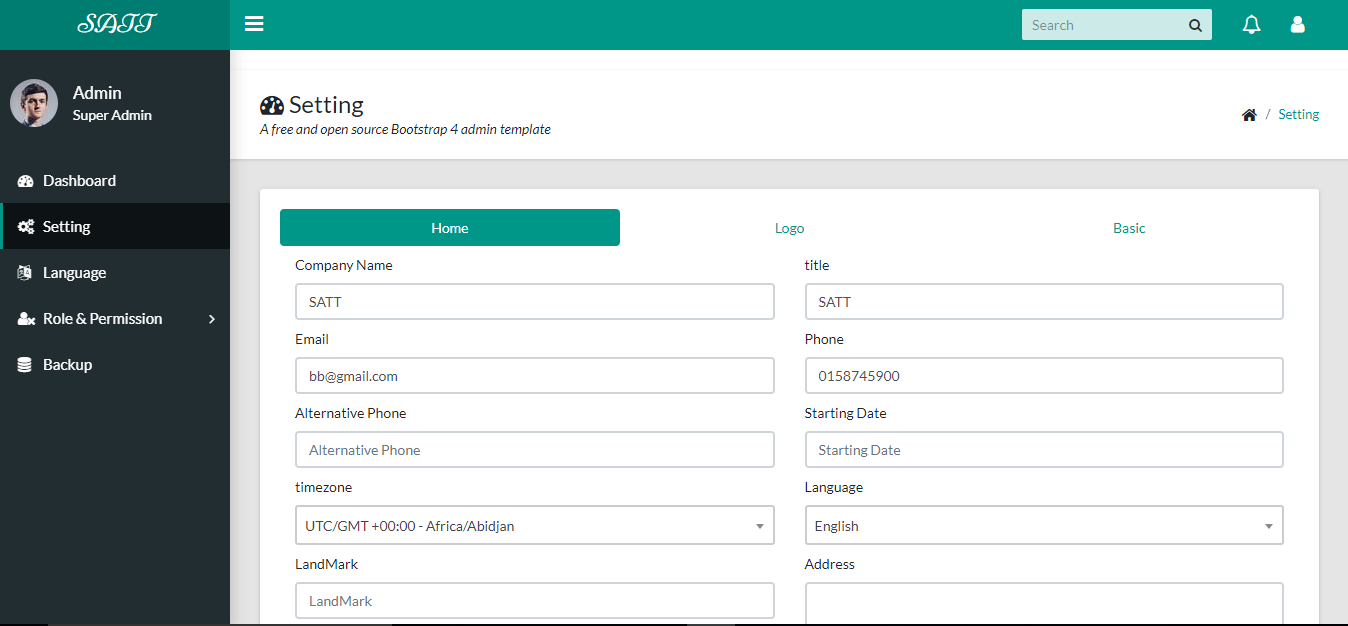 SATT
Search
Admin
Super Admin
Setting
A free and open source Bootstrap 4 admin template
/ Setting
Dashboard
Setting
Language
Role & Permission
Backup
Home
Logo
Basic
Company Name
title
SATT
SATT
Email
Phone
bb@gmail.com
0158745900
Alternative Phone
Starting Date
Alternative Phone
Starting Date
timezone
Language
UTC/GMT +00:00 - Africa/Abidjan
English
LandMark
Address
LandMark